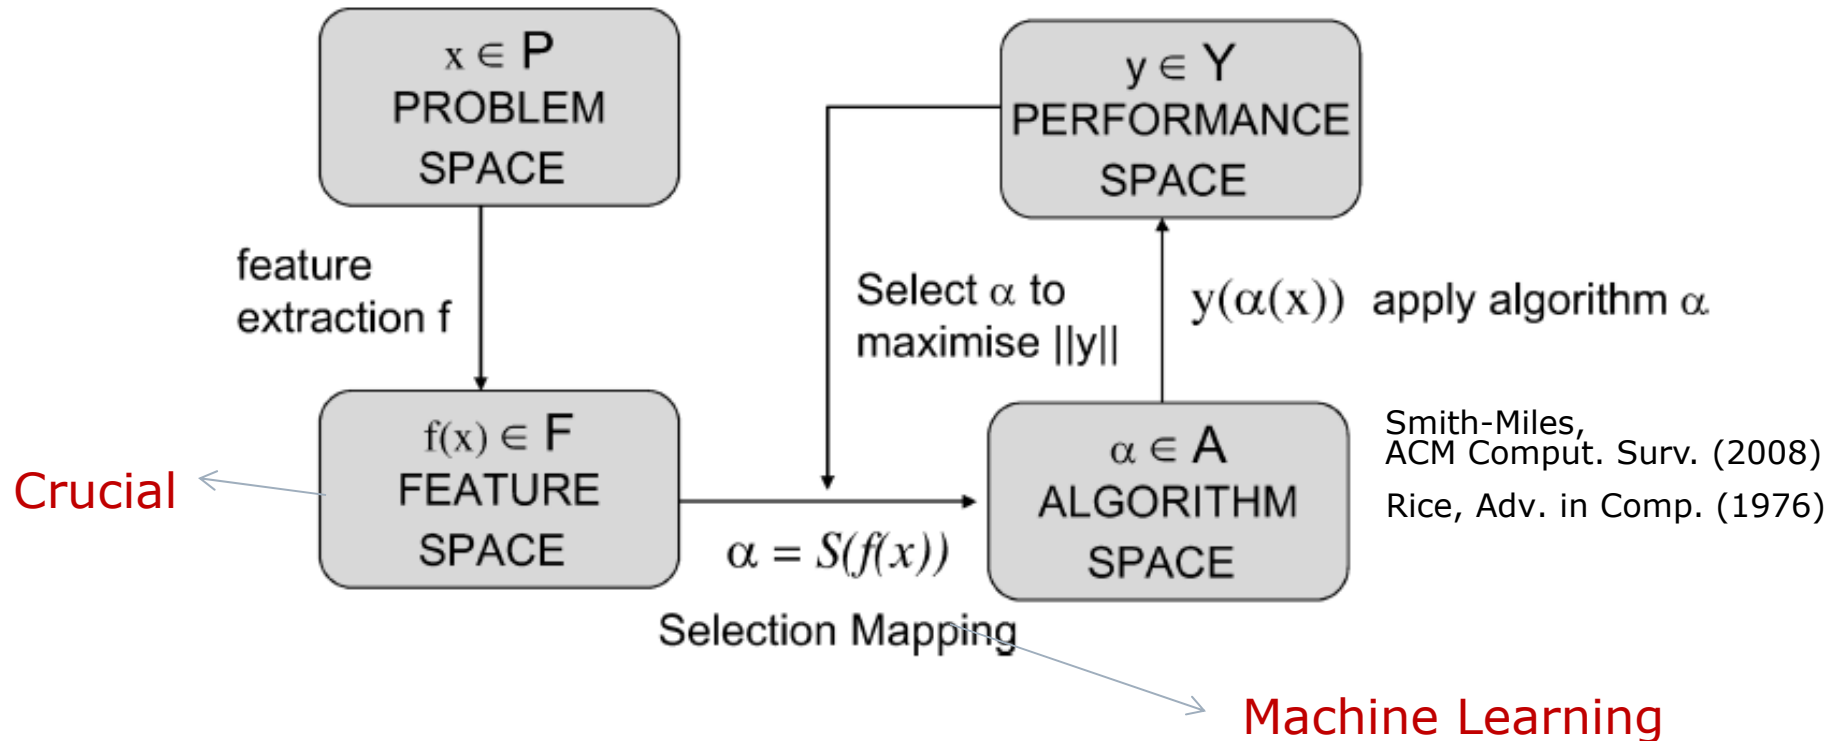 x ∈ P
PROBLEM
SPACE
y ∈ Y
PERFORMANCE
SPACE
feature
extraction f
Select α to
maximise ||y||
y(α(x)) apply algorithm α
f(x) ∈ F
FEATURE
SPACE
Crucial
α = S(f(x))
Selection Mapping
α ∈ A
ALGORITHM
SPACE
Smith-Miles,
ACM Comput. Surv. (2008)
Rice, Adv. in Comp. (1976)
Machine Learning